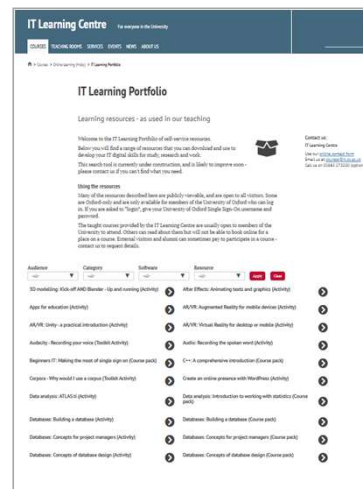 IT Learning Centre
For everyone in the University
COURSES TEACHING ROOMS SERVICES EVENTS NEWS ABOUT US
IT Learning Portfolio
IT Learning Portfolio
Learning resources - as used in our teaching
Welcome to the IT Learning Portfolio of self-service resources.
Below you will find a range of resources that you can download and use to
develop your IT digital skills for study, research and work.
This search tool is currently under construction, and is likely to improve soon -
please contact us if you can't find what you need.
Contact us:
IT Learning Centre
Use our online contact form
Using the resources
Many of the resources described here are publicly-viewable, and are open to all visitors. Some
are Oxford-only and are only available for members of the University of Oxford who can log
in. If you are asked to "login", give your University of Oxford Single Sign-On username and
password.
The taught courses provided by the IT Learning Centre are usually open to members of the
University to attend. Others can read about them but will not be able to book online for a
place on a course. External visitors and alumni can sometimes pay to participate in a course -
contact us to request details.
Audience Category Software Resource
Apply Clear
3D modelling: Kick off AND Blender - Up and running (Activity)
After Effects: Animating texts and graphics (Activity)
Apps for education (Activity)
AR/VR: Augmented Reality for mobile devices (Activity)
AR/VR: Unity - a practical introduction (Activity)
AR/VR: Virtual Reality for desktop or mobile (Activity)
Audacity - Recording your voice (Toolkit Activity)
Audio: Recording the spoken word (Activity)
Beginners IT: Making the most of single sign on (Course pack)
C++: A comprehensive introduction (Course pack)
Corpora - Why would I use a corpus (Toolkit Activity)
Create an online presence with WordPress (Activity)
Data analysis: ATLAS.ti (Activity)
Data analysis: Introduction to working with statistics (Course
pack)
Databases: Building a database (Activity)
Databases: Building a database (Course pack)
Databases: Concepts for project managers (Activity)
Databases: Concepts for project managers (Course pack)
Databases: Concepts of database design (Activity)
Databases: Concepts of database design (Course pack)